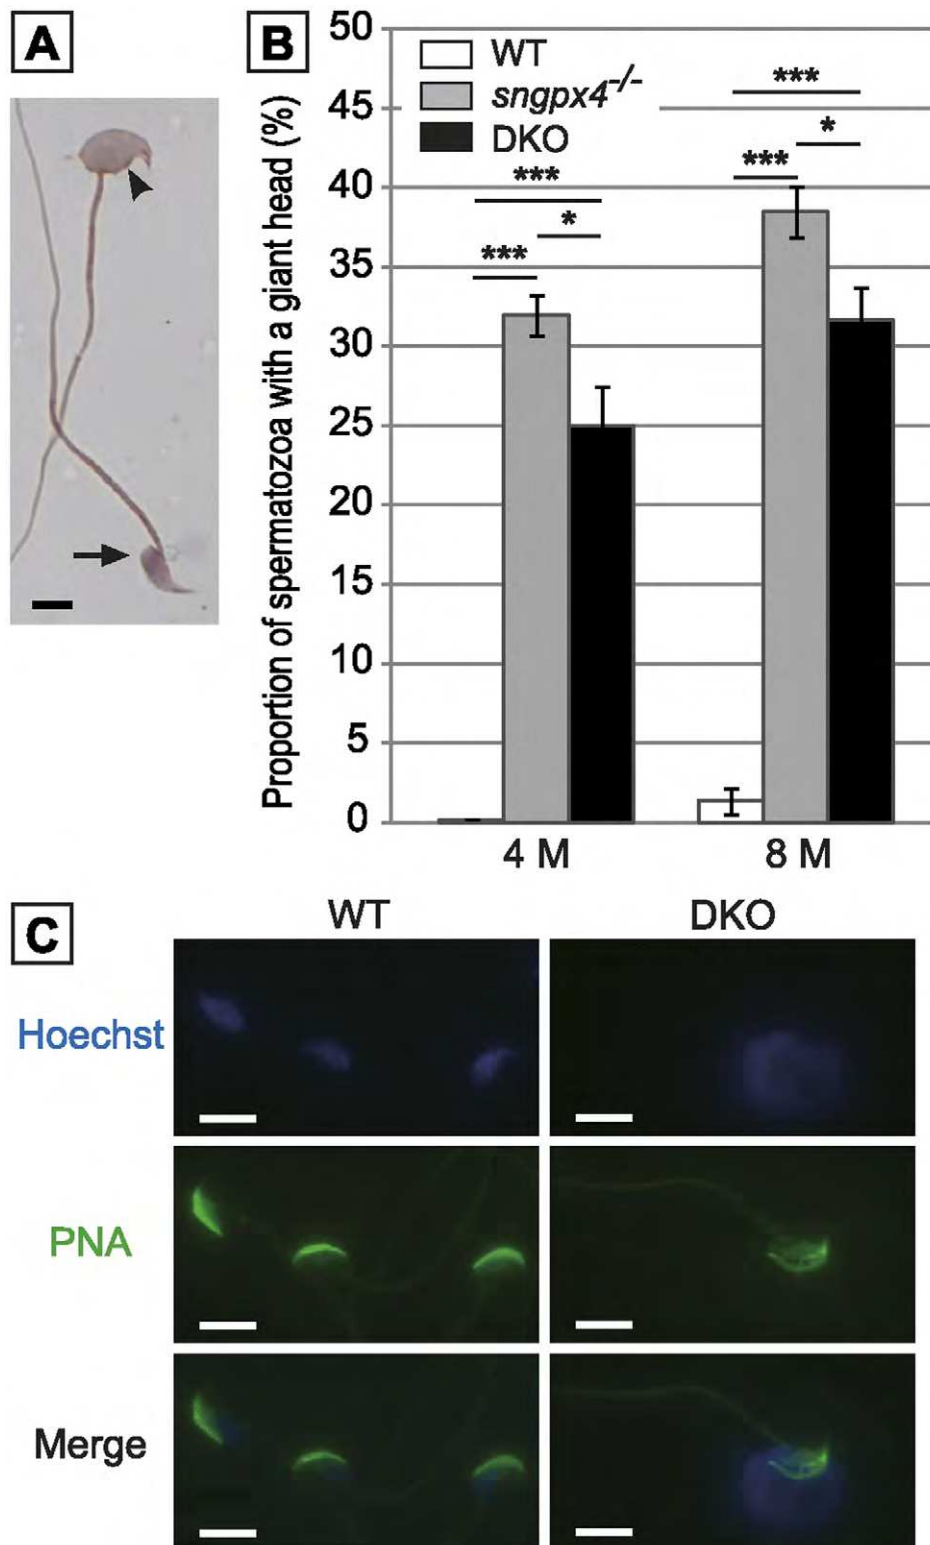 A
B
Proportion of spermatozoa with a giant head (%)
50
45
40
35
30
25
20
15
10
5
0
WT
sngpx4-/-
DKO
***
*
***
***
*
***
4 M
8 M
C
WT
DKO
Hoechst
PNA
Merge